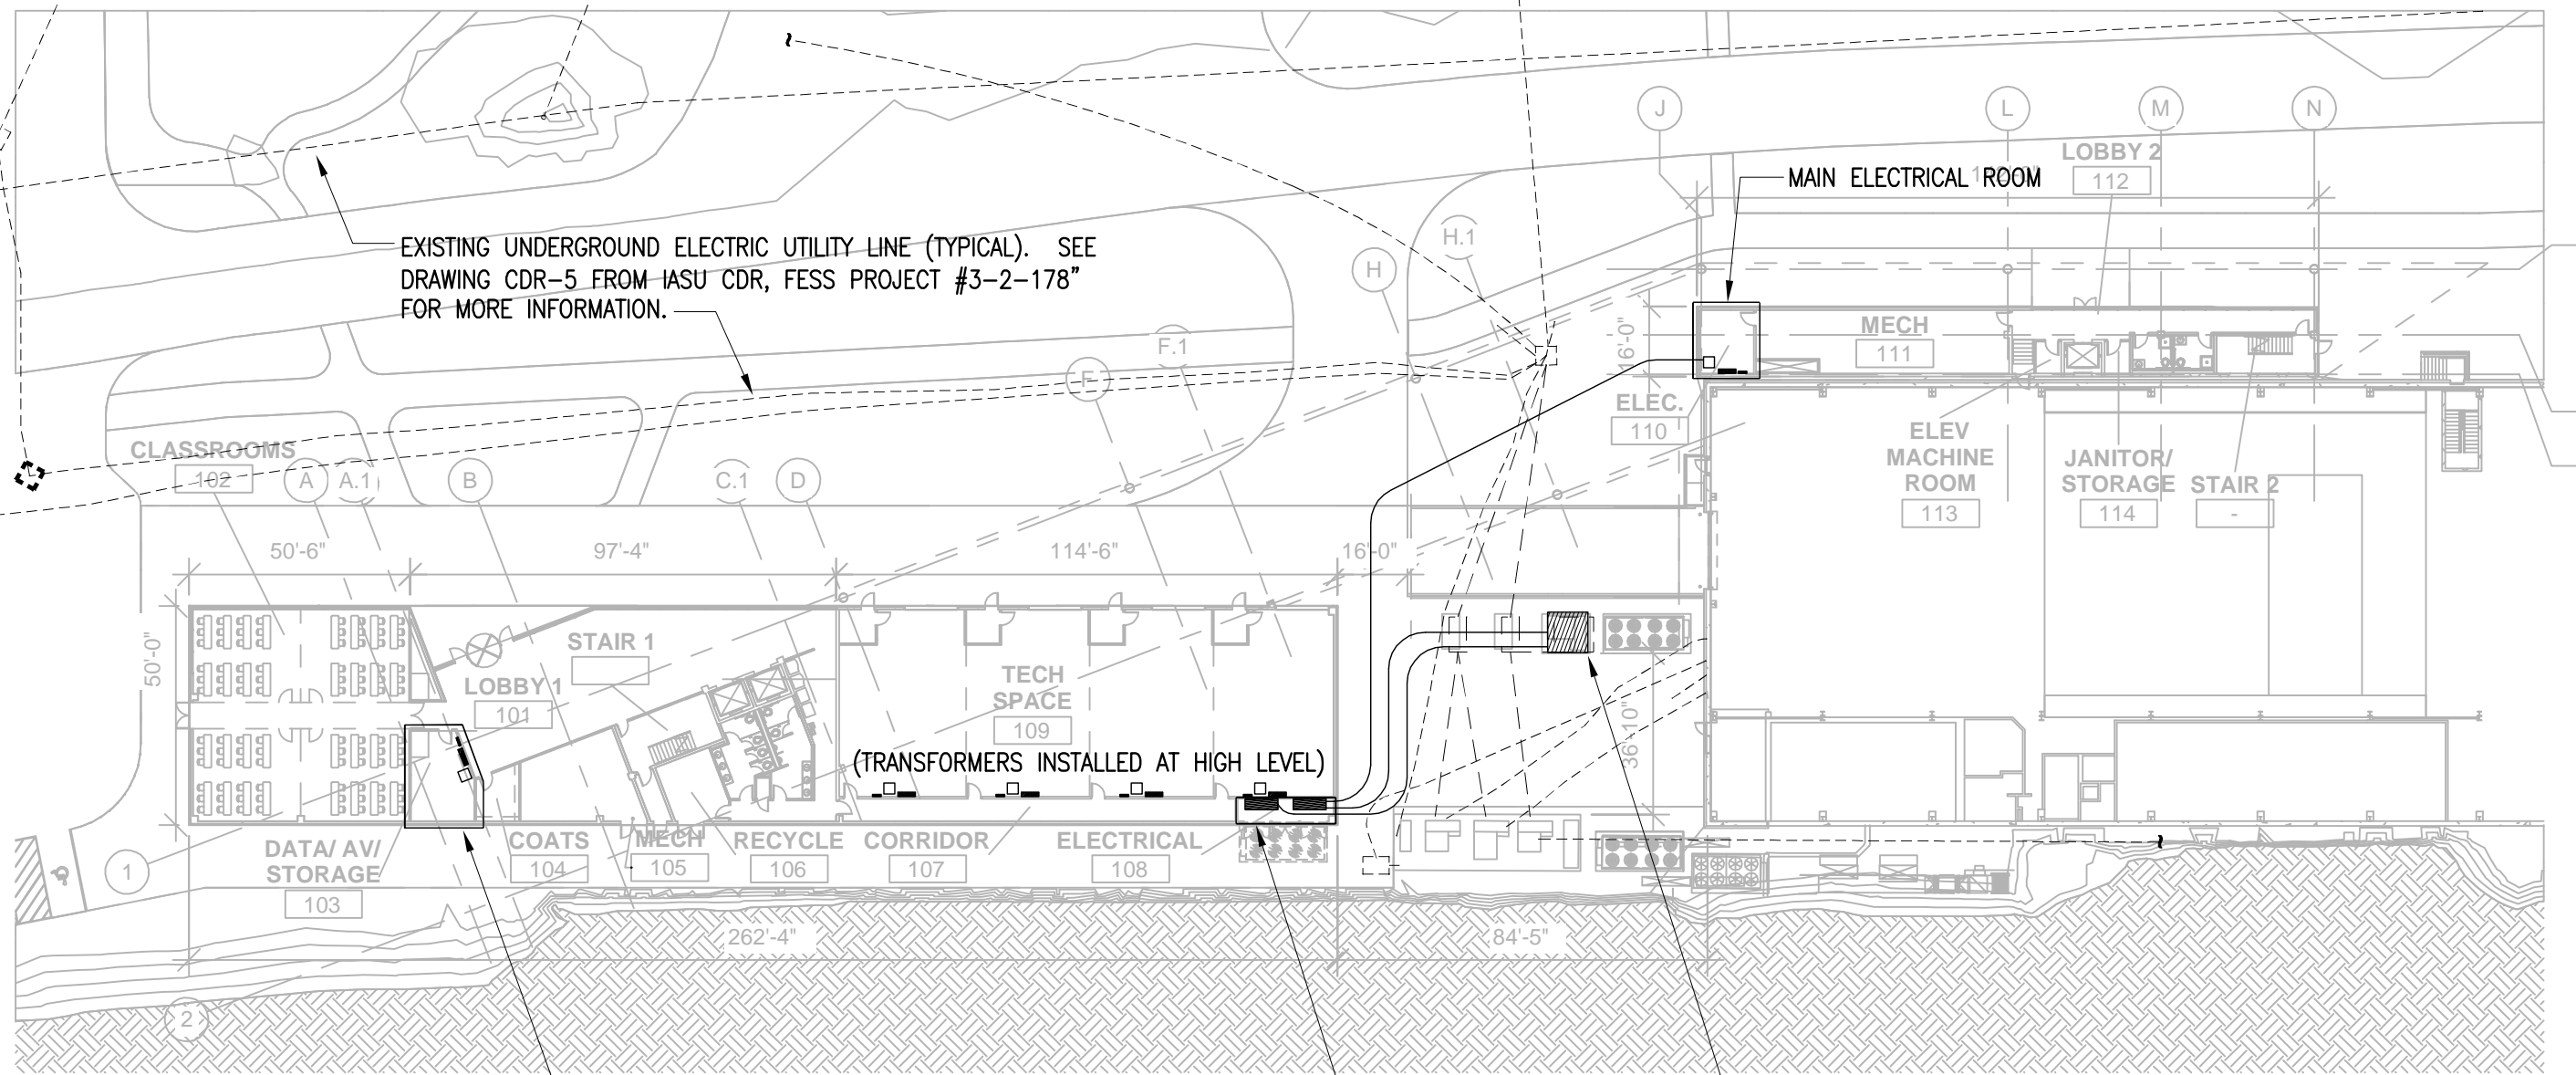 J
L
M
N
LOBBY 2
112
MAIN ELECTRICAL ROOM
EXISTING UNDERGROUND ELECTRIC UTILITY LINE (TYPICAL). SEE
DRAWING CDR-5 FROM IASU CDR, FESS PROJECT #3-2-178"
FOR MORE INFORMATION.
H.1
H
F.1
F
16'-0"
MECH
111
ELEC.
110
CLASSROOMS
102
A
A.1
B
C.1
D
ELEV
MACHINE
ROOM
113
JANITOR/
STORAGE
114
STAIR 2
-
50'-6"
97'-4"
114'-6"
16'-0"
50'-0"
STAIR 1
LOBBY 1
101
TECH
SPACE
109
(TRANSFORMERS INSTALLED AT HIGH LEVEL)
36'-10"
1
DATA/ AV/
STORAGE
103
COATS
104
MECH
105
RECYCLE
106
CORRIDOR
107
ELECTRICAL
108
262'-4"
84'-5"
2